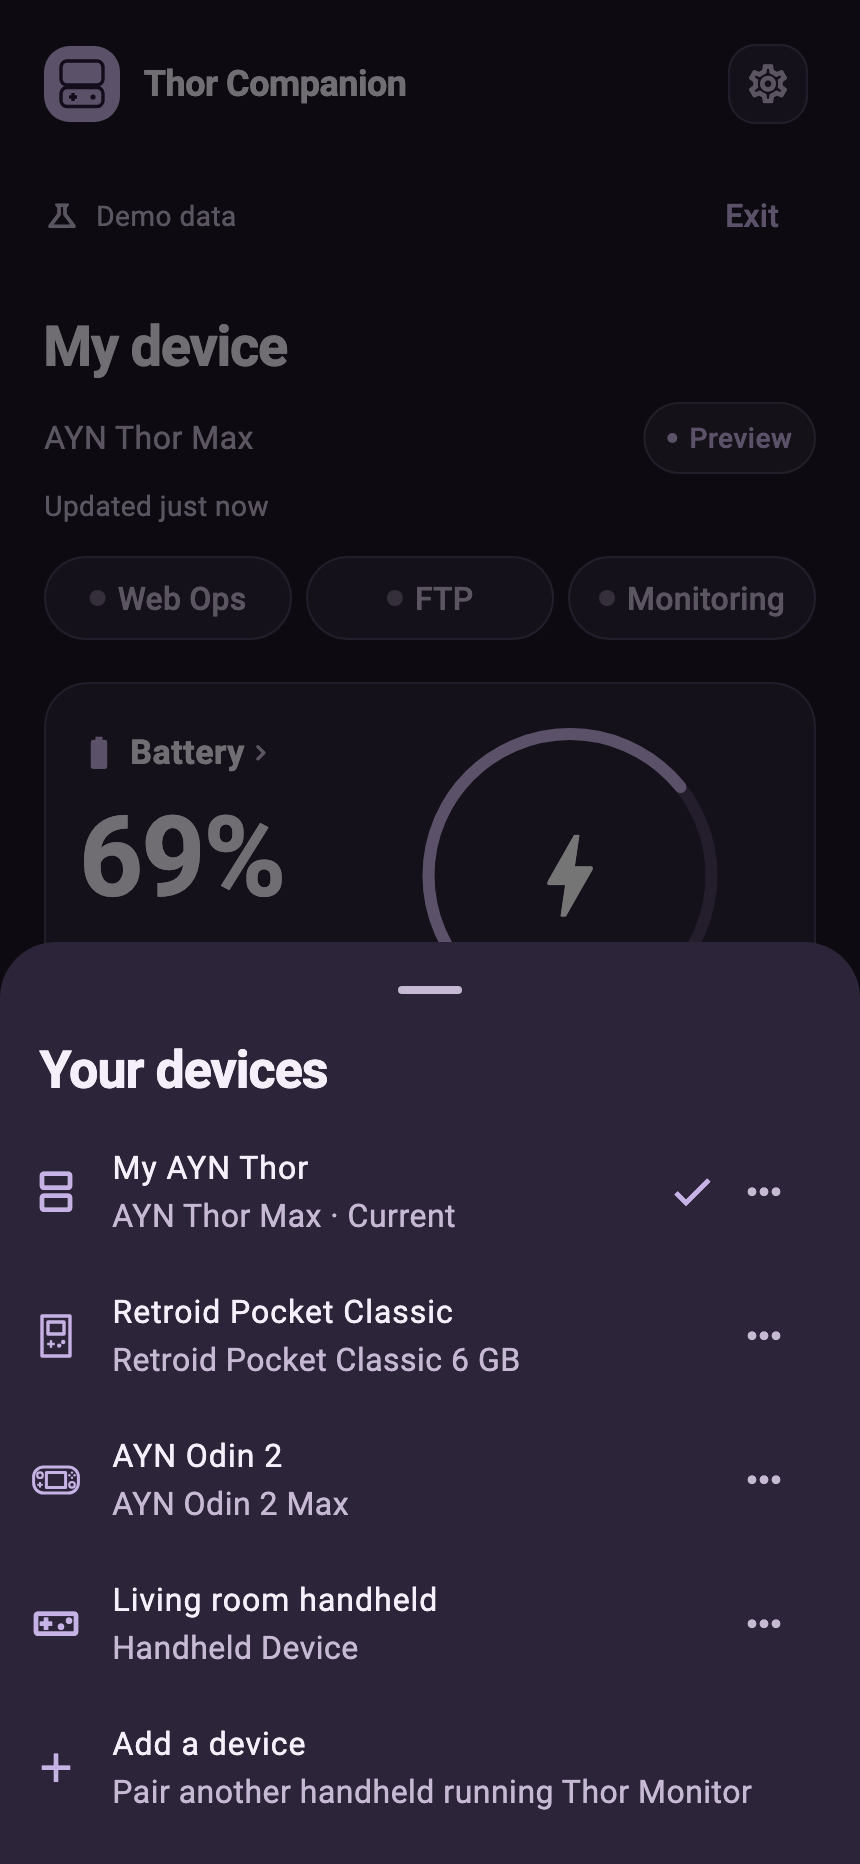 Thor Companion
Demo data
Exit
My device
AYN Thor Max
Preview
Updated just now
Web Ops
FTP
Monitoring
Battery
69%
Your devices
My AYN Thor
AYN Thor Max · Current
Retroid Pocket Classic
Retroid Pocket Classic 6 GB
AYN Odin 2
AYN Odin 2 Max
Living room handheld
Handheld Device
Add a device
Pair another handheld running Thor Monitor